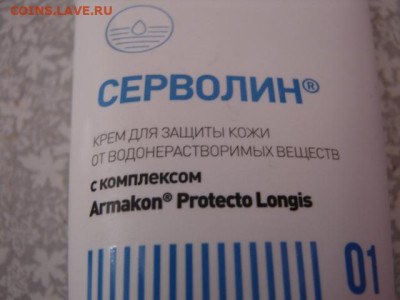 COINS.LAVE.RU
СЕРВОЛИН®
КРЕМ ДЛЯ ЗАЩИТЫ КОЖИ
ОТ ВОДОНЕРАСТВОРИМЫХ ВЕЩЕСТВ
с комплексом
Armakon® Protecto Longis
01